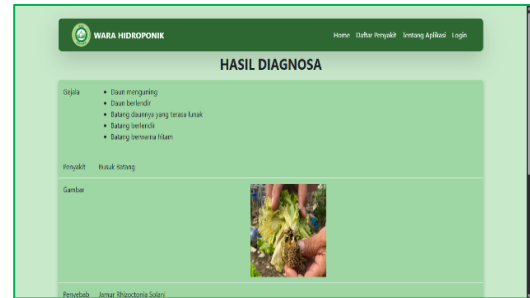 WARA HIDROPONIK
Home Daftar Penyakit Tentang Aplikasi Login
HASIL DIAGNOSA
Gejala
Daun menguning
Daun berlendir
Batang daunnya yang terasa lunak
Batang berlendir
Batang berwarna hitam
Penyakit Busuk Batang
Gambar
Penyebab Jamur Rhizoctonia Solani